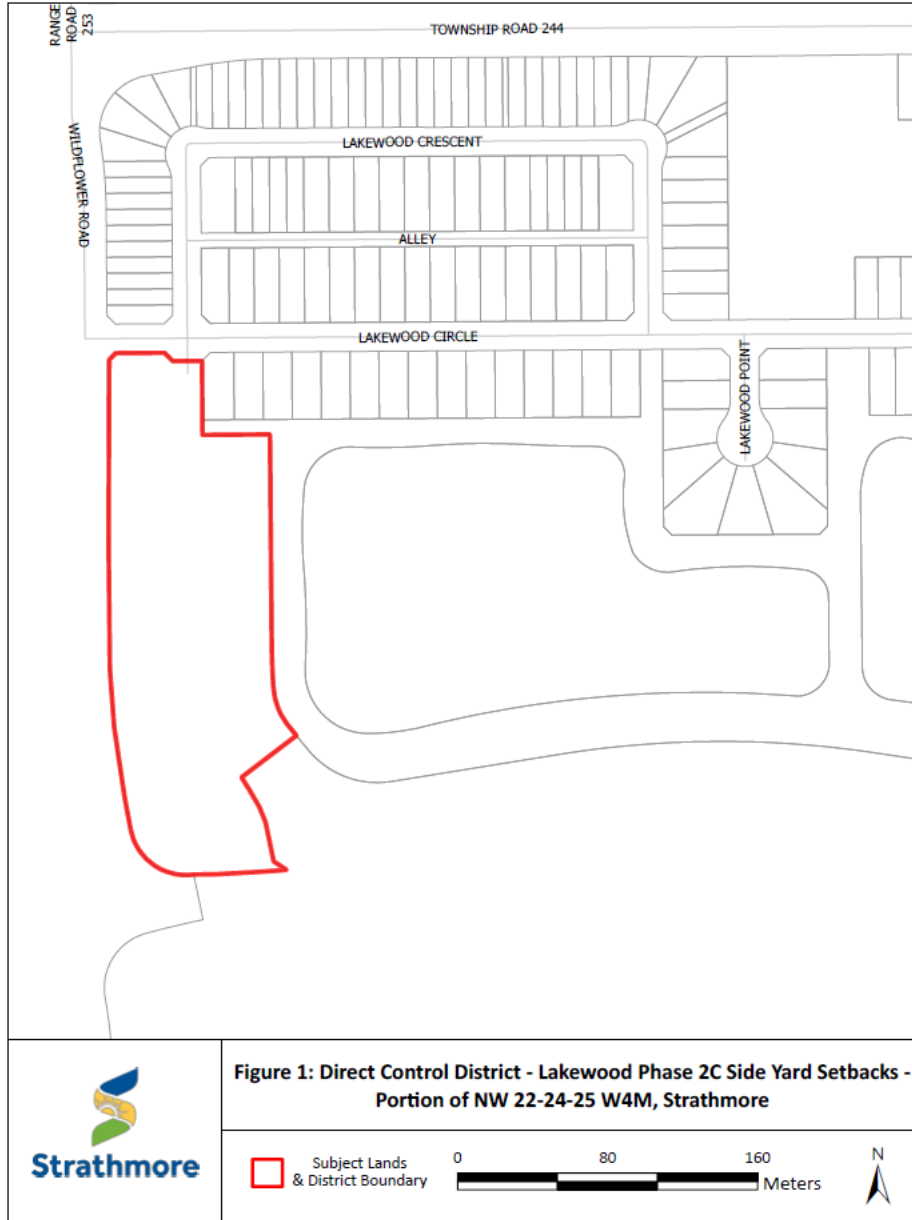 RANGE
ROAD
253
TOWNSHIP ROAD 244
WILDFLOWER ROAD
LAKEWOOD CRESCENT
ALLEY
LAKEWOOD CIRCLE
LAKEWOOD POINT
Strathmore
Figure 1: Direct Control District - Lakewood Phase 2C Side Yard Setbacks -
Portion of NW 22-24-25 W4M, Strathmore
Subject Lands
& District Boundary
0 80 160
Meters
N